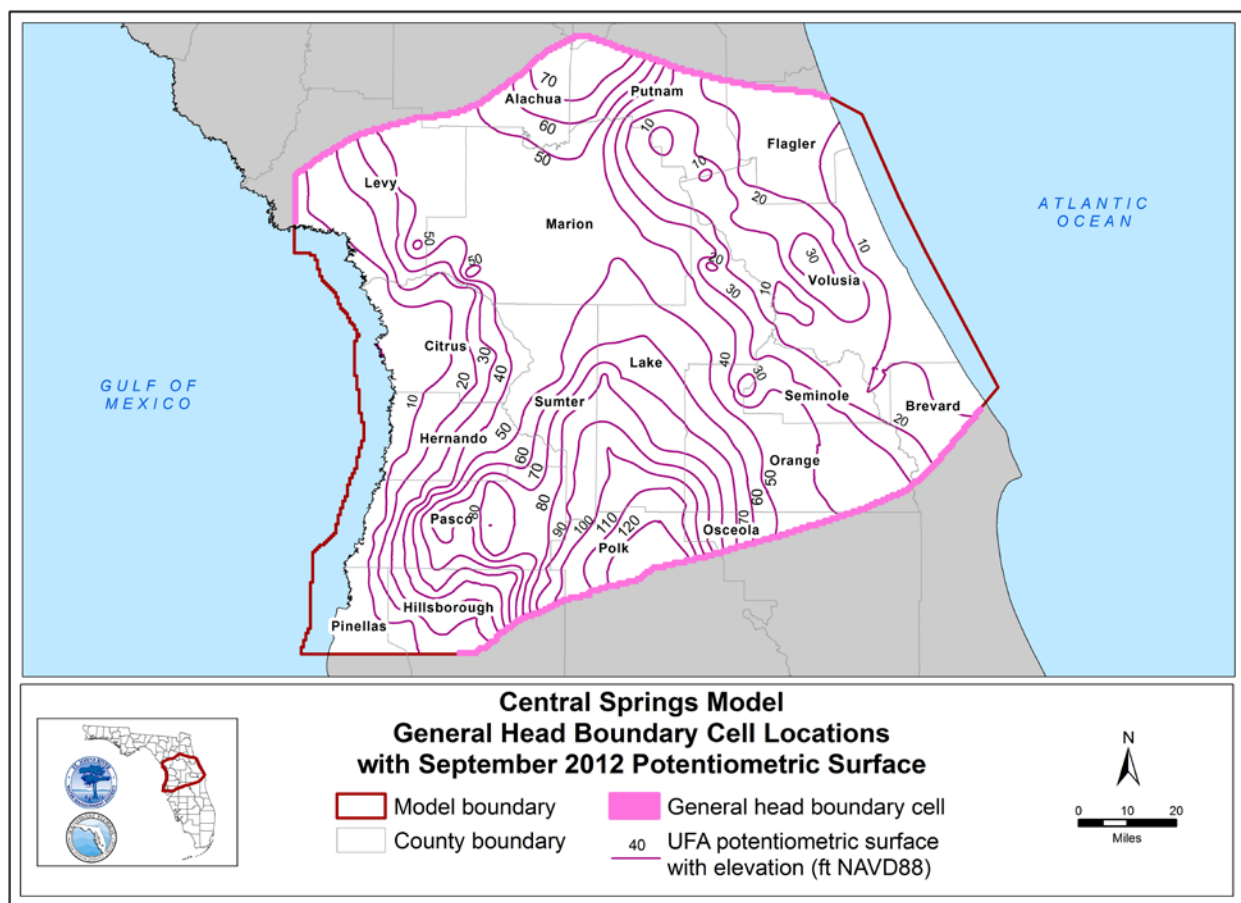 70
Alachua
Putnam
60
10
50
Flagler
Levy
10
20
Marion
ATLANTIC
OCEAN
50
10
50
20
30
Volusia
30
10
Citrus
30
20
40
10
GULF OF
MEXICO
Lake
40
30
Seminole
Sumter
Brevard
20
50
Hernando
60
70
Orange
50
60
80
70
Pasco
80
90
100
110
120
Polk
Osceola
Hillsborough
Pinellas
Central Springs Model
General Head Boundary Cell Locations
with September 2012 Potentiometric Surface
Model boundary
General head boundary cell
County boundary
40
UFA potentiometric surface
with elevation (ft NAVD88)
N
0 10 20
Miles